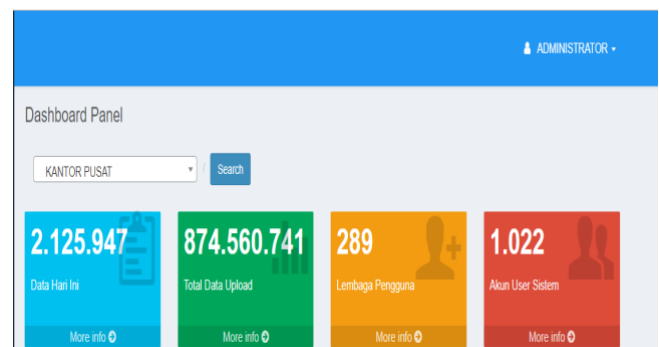 ADMINISTRATOR
Dashboard Panel
KANTOR PUSAT / Search
2.125.947
Data Hari Ini
More info
874.560.741
Total Data Upload
More info
289
Lembaga Pengguna
More info
1.022
Akun User Sistem
More info